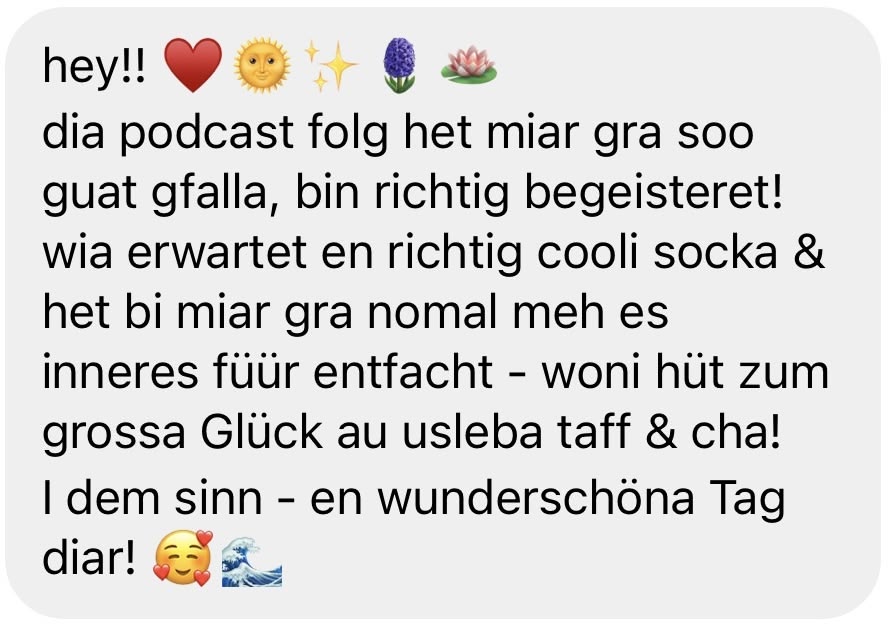 hey!! ❤️🌞✨🪻🪷
dia podcast folg het miar gra soo
guat gfalla, bin richtig begeisteret!
wia erwartet en richtig cooli socka &
het bi miar gra nomal meh es
inneres füür entfacht - woni hüt zum
grossa Glück au usleba taff & cha!
I dem sinn - en wunderschöna Tag
diar! 🥰🌊